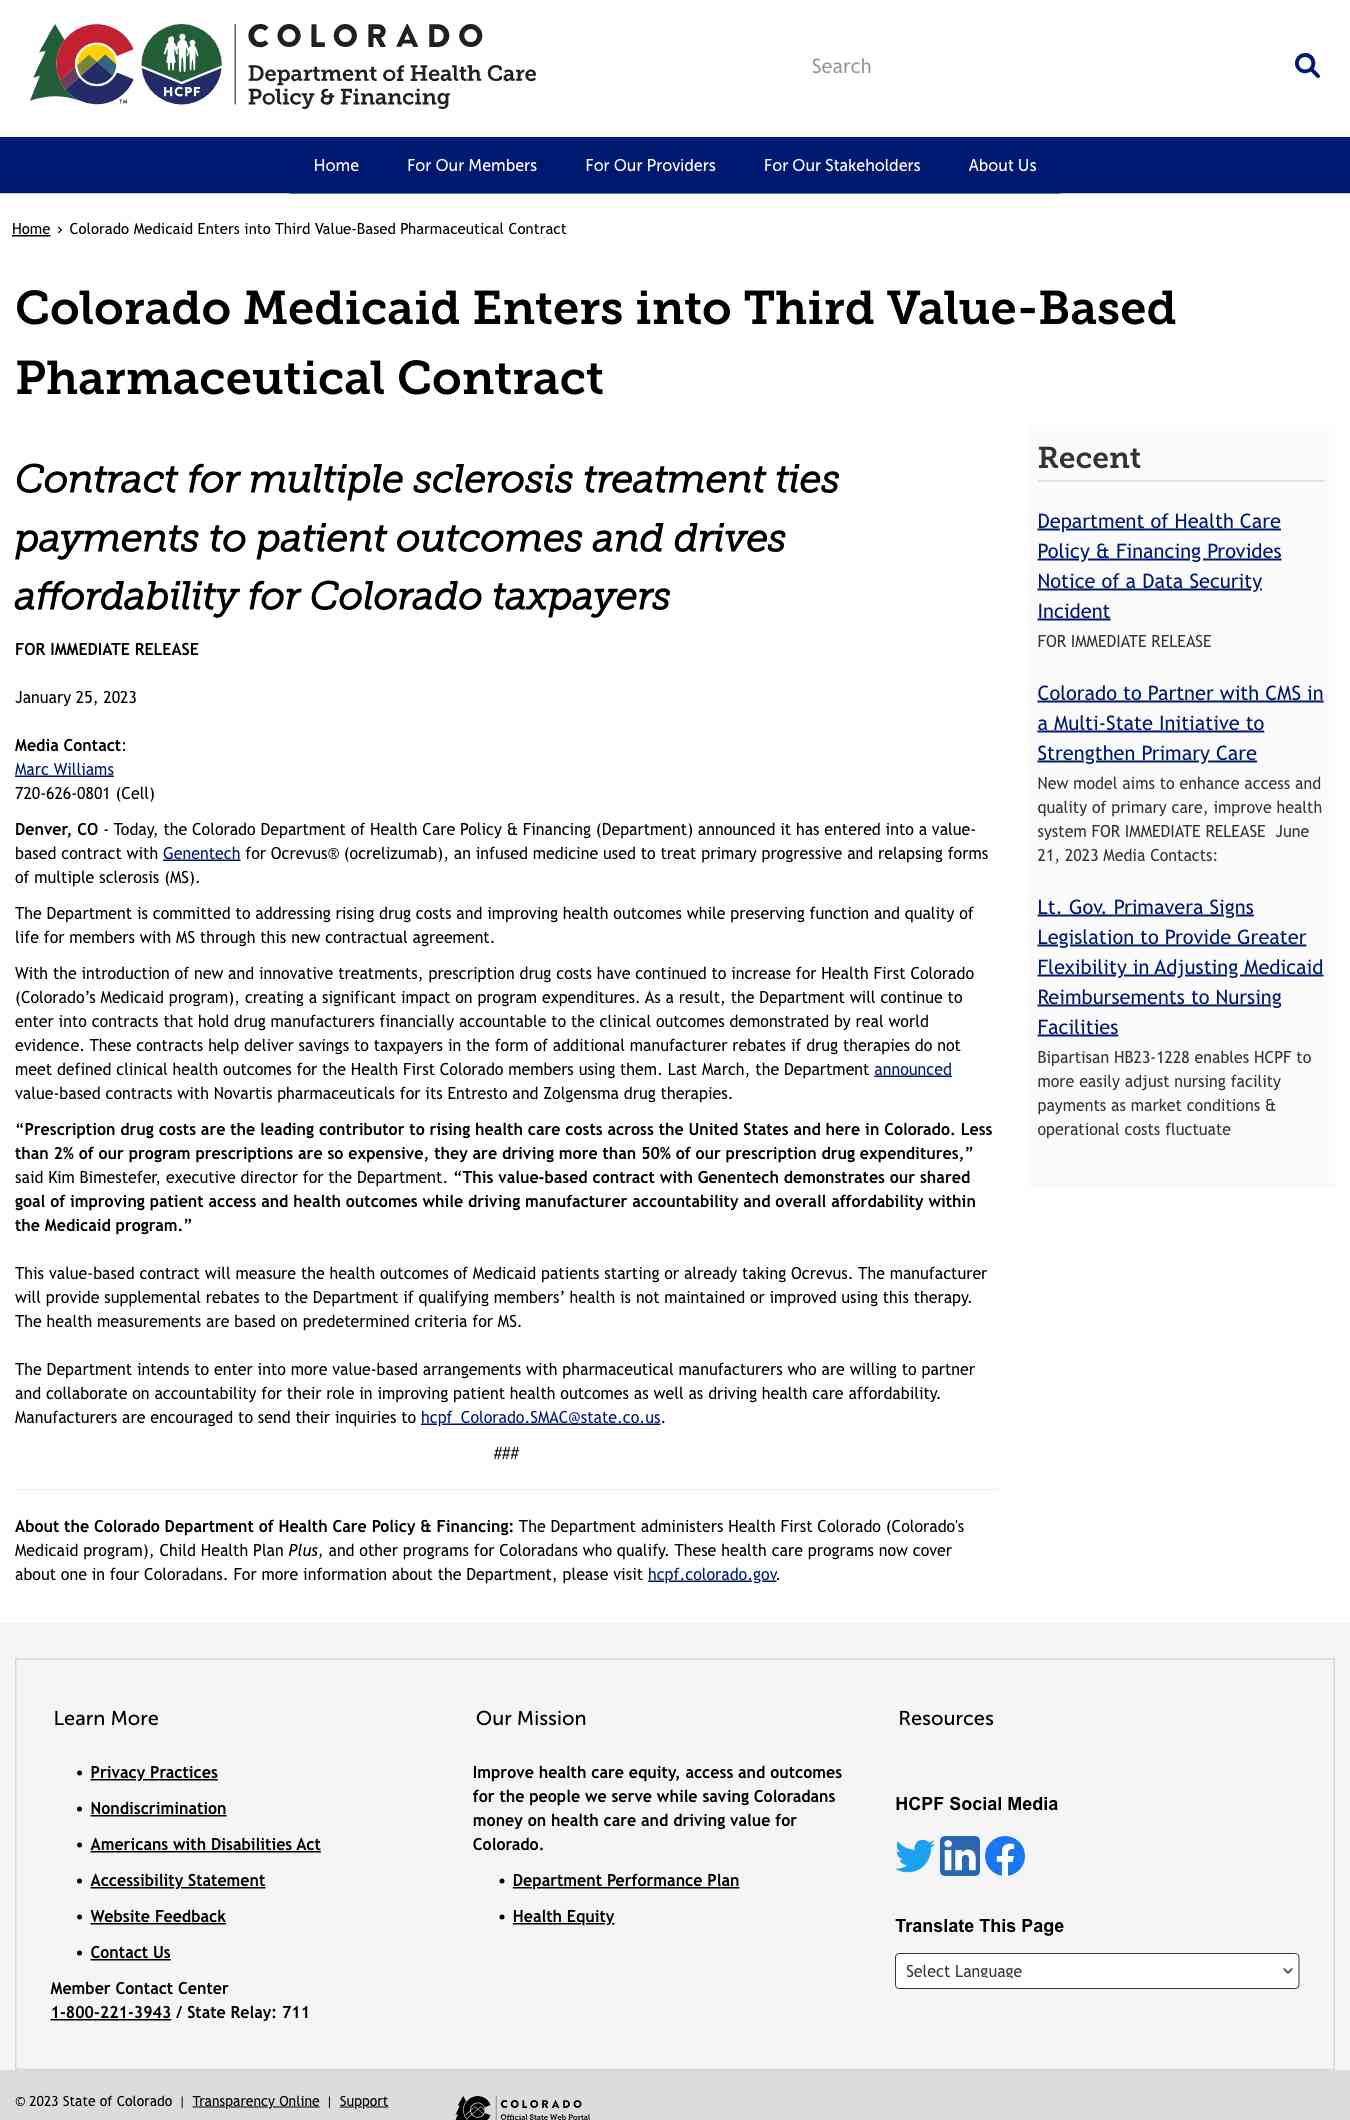 COLORADO
Department of Health Care
Policy & Financing
HCPF
TM
Search
Home
For Our Members
For Our Providers
For Our Stakeholders
About Us
Home › Colorado Medicaid Enters into Third Value-Based Pharmaceutical Contract
Colorado Medicaid Enters into Third Value-Based
Pharmaceutical Contract
Contract for multiple sclerosis treatment ties
payments to patient outcomes and drives
affordability for Colorado taxpayers
FOR IMMEDIATE RELEASE
January 25, 2023
Media Contact:
Marc Williams
720-626-0801 (Cell)
Denver, CO - Today, the Colorado Department of Health Care Policy & Financing (Department) announced it has entered into a value-
based contract with Genentech for Ocrevus® (ocrelizumab), an infused medicine used to treat primary progressive and relapsing forms
of multiple sclerosis (MS).
The Department is committed to addressing rising drug costs and improving health outcomes while preserving function and quality of
life for members with MS through this new contractual agreement.
With the introduction of new and innovative treatments, prescription drug costs have continued to increase for Health First Colorado
(Colorado’s Medicaid program), creating a significant impact on program expenditures. As a result, the Department will continue to
enter into contracts that hold drug manufacturers financially accountable to the clinical outcomes demonstrated by real world
evidence. These contracts help deliver savings to taxpayers in the form of additional manufacturer rebates if drug therapies do not
meet defined clinical health outcomes for the Health First Colorado members using them. Last March, the Department announced
value-based contracts with Novartis pharmaceuticals for its Entresto and Zolgensma drug therapies.
“Prescription drug costs are the leading contributor to rising health care costs across the United States and here in Colorado. Less
than 2% of our program prescriptions are so expensive, they are driving more than 50% of our prescription drug expenditures,”
said Kim Bimestefer, executive director for the Department. “This value-based contract with Genentech demonstrates our shared
goal of improving patient access and health outcomes while driving manufacturer accountability and overall affordability within
the Medicaid program.”
This value-based contract will measure the health outcomes of Medicaid patients starting or already taking Ocrevus. The manufacturer
will provide supplemental rebates to the Department if qualifying members’ health is not maintained or improved using this therapy.
The health measurements are based on predetermined criteria for MS.
The Department intends to enter into more value-based arrangements with pharmaceutical manufacturers who are willing to partner
and collaborate on accountability for their role in improving patient health outcomes as well as driving health care affordability.
Manufacturers are encouraged to send their inquiries to hcpf_Colorado.SMAC@state.co.us.
###
About the Colorado Department of Health Care Policy & Financing: The Department administers Health First Colorado (Colorado's
Medicaid program), Child Health Plan Plus, and other programs for Coloradans who qualify. These health care programs now cover
about one in four Coloradans. For more information about the Department, please visit hcpf.colorado.gov.
Recent
Department of Health Care
Policy & Financing Provides
Notice of a Data Security
Incident
FOR IMMEDIATE RELEASE
Colorado to Partner with CMS in
a Multi-State Initiative to
Strengthen Primary Care
New model aims to enhance access and
quality of primary care, improve health
system FOR IMMEDIATE RELEASE June
21, 2023 Media Contacts:
Lt. Gov. Primavera Signs
Legislation to Provide Greater
Flexibility in Adjusting Medicaid
Reimbursements to Nursing
Facilities
Bipartisan HB23-1228 enables HCPF to
more easily adjust nursing facility
payments as market conditions &
operational costs fluctuate
Learn More
• Privacy Practices
• Nondiscrimination
• Americans with Disabilities Act
• Accessibility Statement
• Website Feedback
• Contact Us
Member Contact Center
1-800-221-3943 / State Relay: 711
Our Mission
Improve health care equity, access and outcomes
for the people we serve while saving Coloradans
money on health care and driving value for
Colorado.
• Department Performance Plan
• Health Equity
Resources
HCPF Social Media
in
Translate This Page
Select Language
© 2023 State of Colorado | Transparency Online | Support
COLORADO
Official State Web Portal